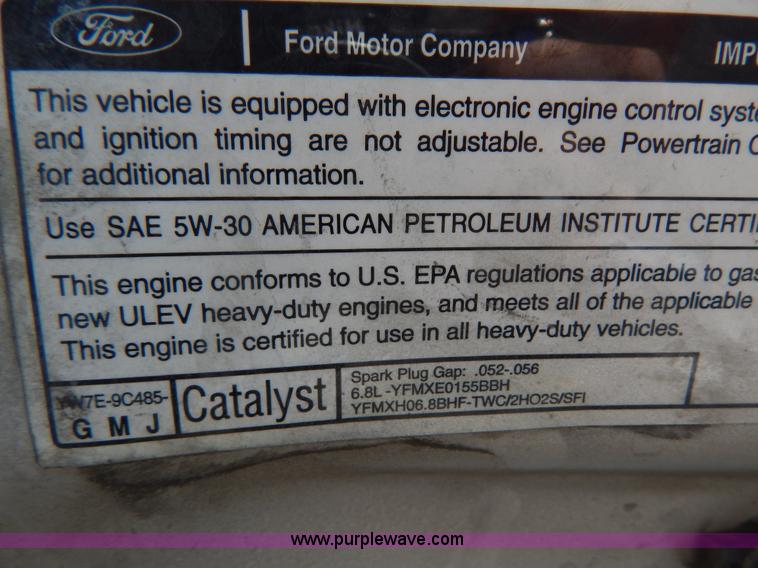 Ford | Ford Motor Company IMP
This vehicle is equipped with electronic engine control syste
and ignition timing are not adjustable. See Powertrain C
for additional information.
Use SAE 5W-30 AMERICAN PETROLEUM INSTITUTE CERTI
This engine conforms to U.S. EPA regulations applicable to gas
new ULEV heavy-duty engines, and meets all of the applicable
This engine is certified for use in all heavy-duty vehicles.
YW7E-9C485-
G M J
Catalyst
Spark Plug Gap: .052-.056
6.8L -YFMXE0155BBH
YFMXH06.8BHF-TWC/2HO2S/SFI
www.purplewave.com